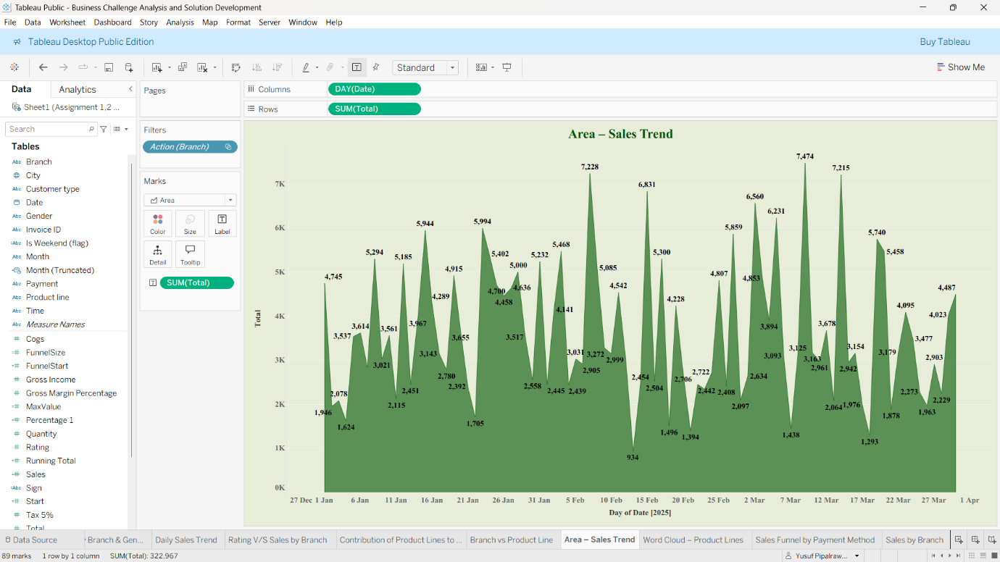 Tableau Public - Business Challenge Analysis and Solution Development
File Data Worksheet Dashboard Story Analysis Map Format Server Window Help
Tableau Desktop Public Edition
Buy Tableau
Standard
Show Me
Data
Analytics
Sheet1 (Assignment 1,2 ...
Search
Tables
Abc Branch
City
Abc Customer type
Date
Abc Gender
Abc Invoice ID
=Abc Is Weekend (flag)
Abc Month
Month (Truncated)
Abc Payment
Abc Product line
Abc Time
Abc Measure Names
# Cogs
=# FunnelSize
=# FunnelStart
# Gross Income
# Gross Margin Percentage
=# MaxValue
=# Percentage 1
# Quantity
# Rating
=# Running Total
=# Sales
=Abc Sign
=# Start
# Tax 5%
# Total
Pages
Filters
Action (Branch)
Marks
Area
Color
Size
T
Label
Detail
Tooltip
T SUM(Total)
Columns
DAY(Date)
Rows
SUM(Total)
Area – Sales Trend
7,474
7,228
7,215
7K
6,831
6,560
6,231
6K
5,944
5,994
5,859
5,740
5,294
5,185
5,402
5,232
5,468
5,300
5,458
5K
4,745
4,915
5,000
5,085
4,807
4,853
4,700
4,636
4,542
4,487
4,289
4,458
4,228
4,141
4,095
4,023
4K
3,967
3,894
3,678
3,614
3,561
3,537
3,655
3,517
3,477
3,143
3,031
3,272
3,093
3,125
3,154
3,179
3K
3,021
2,999
3,163
2,961
2,942
2,903
2,780
2,905
2,722
2,706
2,634
2,451
2,392
2,558
2,445
2,439
2,454
2,504
2,442
2,408
2,273
2,229
2K
2,078
2,115
2,097
2,064
1,976
1,963
1,946
1,878
1,624
1,705
1,496
1,394
1,438
1,293
1K
934
0K
Total
27 Dec 1 Jan 6 Jan 11 Jan 16 Jan 21 Jan 26 Jan 31 Jan 5 Feb 10 Feb 15 Feb 20 Feb 25 Feb 2 Mar 7 Mar 12 Mar 17 Mar 22 Mar 27 Mar 1 Apr
Day of Date [2025]
Data Source
Branch & Gen...
Daily Sales Trend
Rating V/S Sales by Branch
Contribution of Product Lines to ...
Branch vs Product Line
Area – Sales Trend
Word Cloud – Product Lines
Sales Funnel by Payment Method
Sales by Branch
89 marks 1 row by 1 column SUM(Total): 322,967
Yusuf Pipalraw...